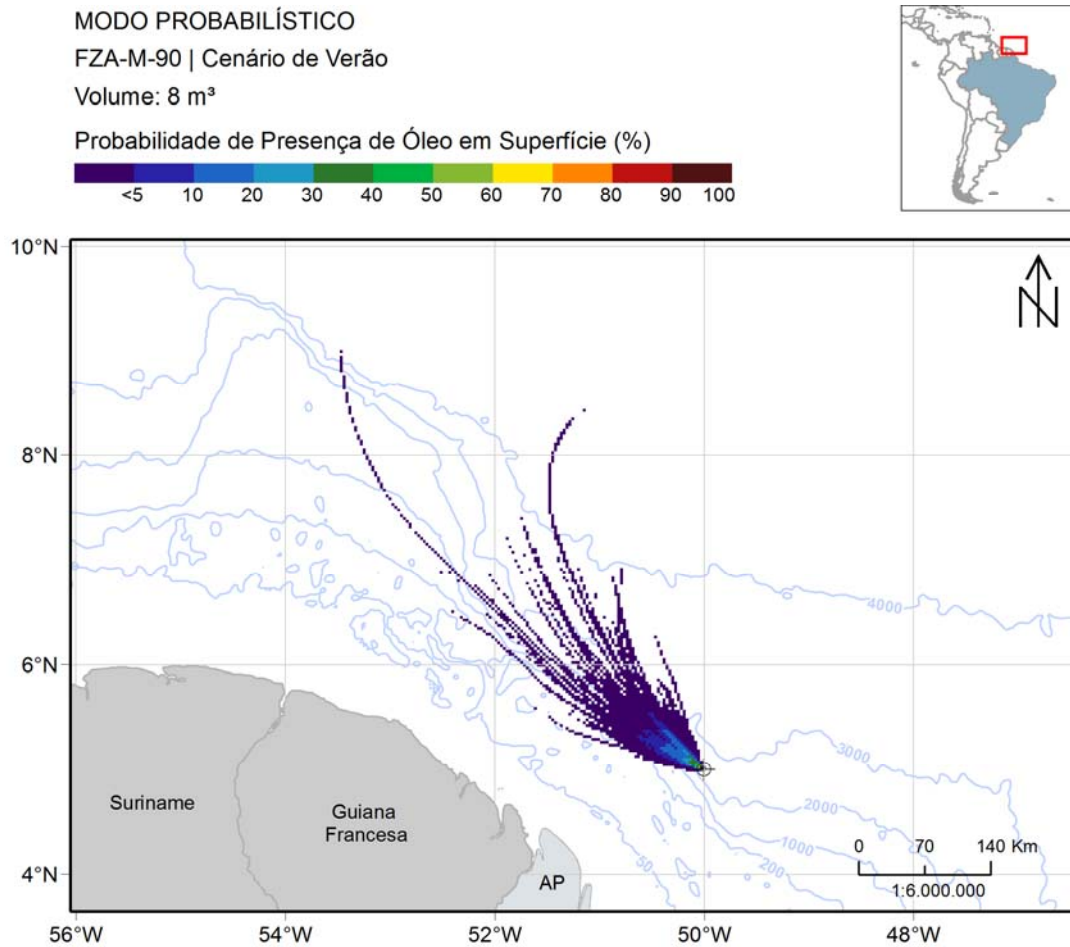 MODO PROBABILÍSTICO
FZA-M-90 | Cenário de Verão
Volume: 8 m³
Probabilidade de Presença de Óleo em Superfície (%)
<5 10 20 30 40 50 60 70 80 90 100
10°N
N
8°N
4000
6°N
3000
Suriname
Guiana
Francesa
2000
1000
200
50
0 70 140 Km
1:6.000.000
4°N
AP
56°W 54°W 52°W 50°W 48°W